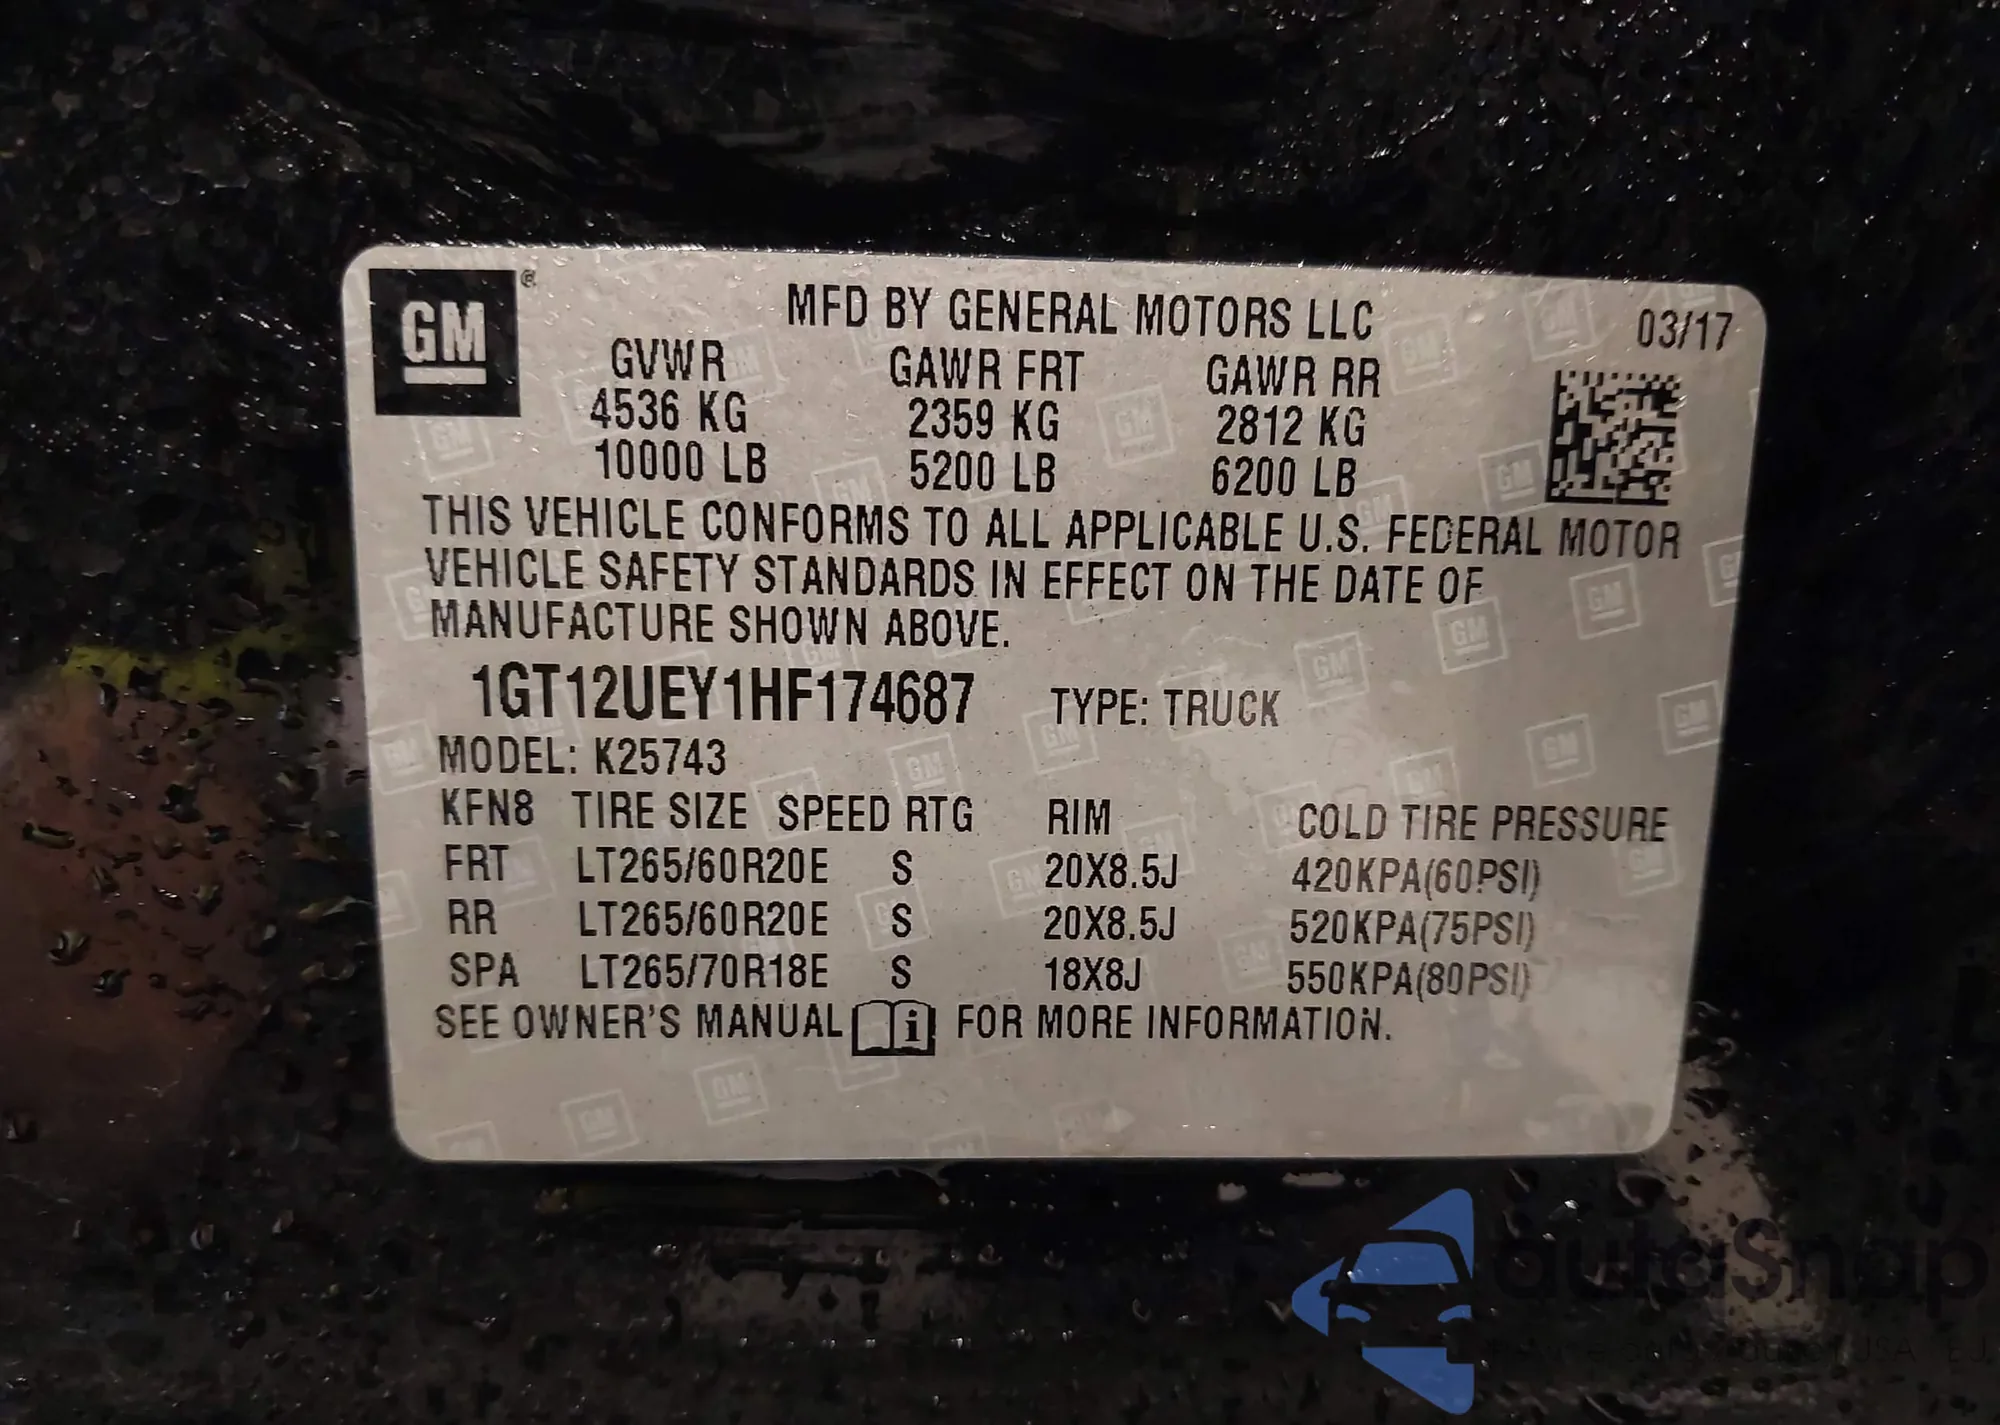 GM ®
MFD BY GENERAL MOTORS LLC 03/17
GVWR GAWR FRT GAWR RR
4536 KG 2359 KG 2812 KG
10000 LB 5200 LB 6200 LB
THIS VEHICLE CONFORMS TO ALL APPLICABLE U.S. FEDERAL MOTOR
VEHICLE SAFETY STANDARDS IN EFFECT ON THE DATE OF
MANUFACTURE SHOWN ABOVE.
1GT12UEY1HF174687 TYPE: TRUCK
MODEL: K25743
KFN8 TIRE SIZE SPEED RTG RIM COLD TIRE PRESSURE
FRT LT265/60R20E S 20X8.5J 420KPA(60PSI)
RR LT265/60R20E S 20X8.5J 520KPA(75PSI)
SPA LT265/70R18E S 18X8J 550KPA(80PSI)
SEE OWNER'S MANUAL i FOR MORE INFORMATION.
autoSnap